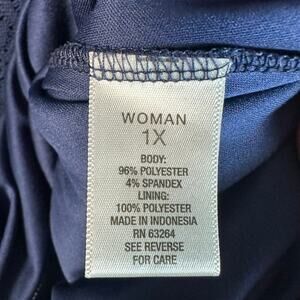 WOMAN
1X
BODY:
96% POLYESTER
4% SPANDEX
LINING:
100% POLYESTER
MADE IN INDONESIA
RN 63264
SEE REVERSE
FOR CARE